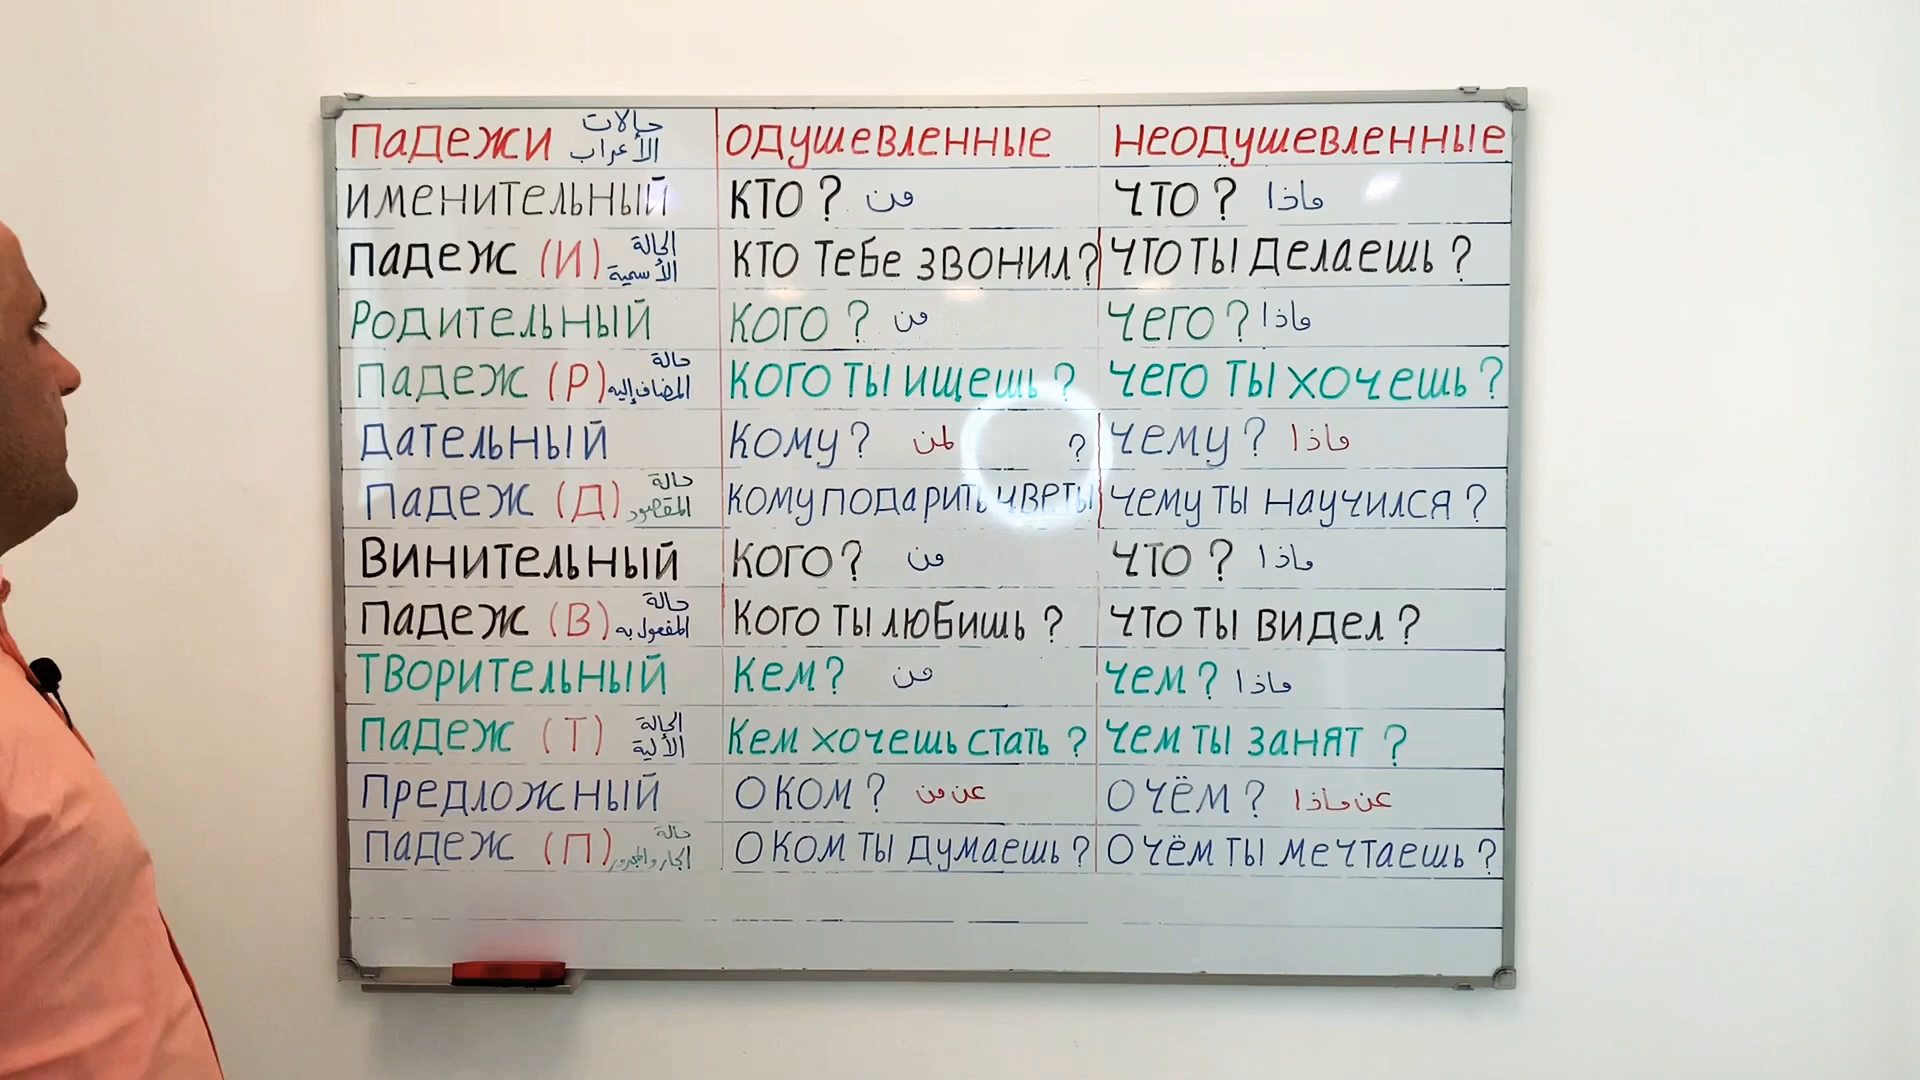 ПАДЕЖИ حالات الأعراب ОДУШЕВЛЕННЫЕ НЕОДУШЕВЛЕННЫЕ
ИМЕНИТЕЛЬНЫЙ КТО? من ЧТО? ماذا
ПАДЕЖ (И) الحالة الأسمية КТО ТЕБЕ ЗВОНИЛ? ЧТО ТЫ ДЕЛАЕШЬ?
РОДИТЕЛЬНЫЙ КОГО? من ЧЕГО? ماذا
ПАДЕЖ (Р) حالة المضاف إليه КОГО ТЫ ИЩЕШЬ? ЧЕГО ТЫ ХОЧЕШЬ?
ДАТЕЛЬНЫЙ КОМУ? لمن ? ЧЕМУ? ماذا
ПАДЕЖ (Д) حالة المقصود КОМУ ПОДАРИТЬ ЦВЕТЫ ЧЕМУ ТЫ НАУЧИЛСЯ?
ВИНИТЕЛЬНЫЙ КОГО? من ЧТО? ماذا
ПАДЕЖ (В) حالة المفعول به КОГО ТЫ ЛЮБИШЬ? ЧТО ТЫ ВИДЕЛ?
ТВОРИТЕЛЬНЫЙ КЕМ? من ЧЕМ? ماذا
ПАДЕЖ (Т) الحالة الألية КЕМ ХОЧЕШЬ СТАТЬ? ЧЕМ ТЫ ЗАНЯТ?
ПРЕДЛОЖНЫЙ О КОМ? عن من О ЧЁМ? عن ماذا
ПАДЕЖ (П) حالة الجار والمجرور О КОМ ТЫ ДУМАЕШЬ? О ЧЁМ ТЫ МЕЧТАЕШЬ?